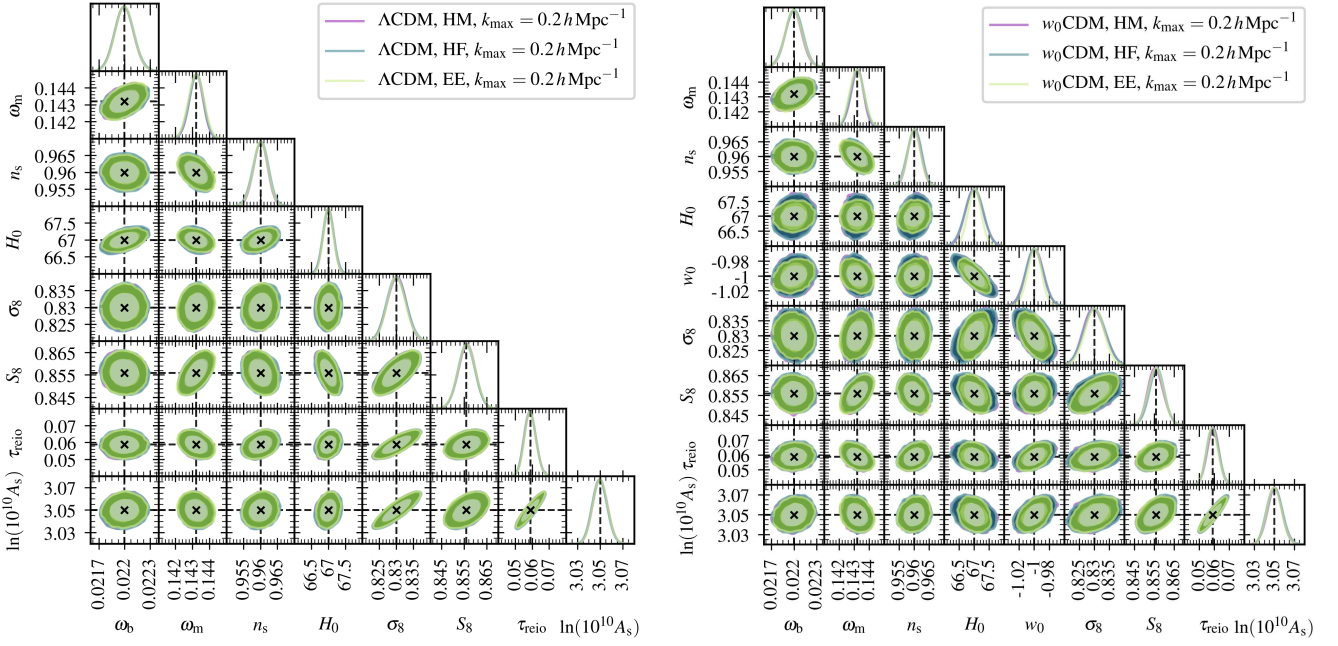 ΛCDM, HM, k_max = 0.2 h Mpc⁻¹
ΛCDM, HF, k_max = 0.2 h Mpc⁻¹
ΛCDM, EE, k_max = 0.2 h Mpc⁻¹
ω_m 0.144 0.143 0.142
n_s 0.965 0.96 0.955
H_0 67.5 67 66.5
σ_8 0.835 0.83 0.825
S_8 0.865 0.855 0.845
τ_reio 0.07 0.06 0.05
ln(10¹⁰A_s) 3.07 3.05 3.03
0.0217 0.022 0.0223 0.142 0.143 0.144 0.955 0.96 0.965 66.5 67 67.5 0.825 0.83 0.835 0.845 0.855 0.865 0.05 0.06 0.07 3.03 3.05 3.07
ω_b ω_m n_s H_0 σ_8 S_8 τ_reio ln(10¹⁰A_s)
w_0CDM, HM, k_max = 0.2 h Mpc⁻¹
w_0CDM, HF, k_max = 0.2 h Mpc⁻¹
w_0CDM, EE, k_max = 0.2 h Mpc⁻¹
ω_m 0.144 0.143 0.142
n_s 0.965 0.96 0.955
H_0 67.5 67 66.5
w_0 -0.98 -1 -1.02
σ_8 0.835 0.83 0.825
S_8 0.865 0.855 0.845
τ_reio 0.07 0.06 0.05
ln(10¹⁰A_s) 3.07 3.05 3.03
0.0217 0.022 0.0223 0.142 0.143 0.144 0.955 0.96 0.965 66.5 67 67.5 -1.02 -1 -0.98 0.825 0.83 0.835 0.845 0.855 0.865 0.05 0.06 0.07 3.03 3.05 3.07
ω_b ω_m n_s H_0 w_0 σ_8 S_8 τ_reio ln(10¹⁰A_s)